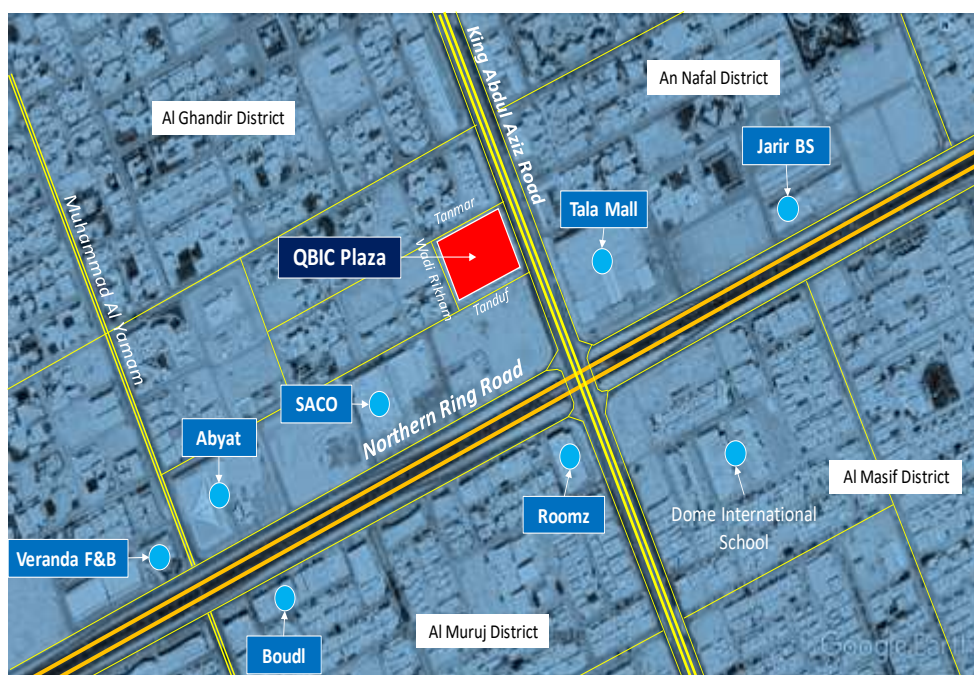 King Abdul Aziz Road
An Nafal District
Al Ghandir District
Jarir BS
Muhammad Al Yamam
Tanmar
Tala Mall
QBIC Plaza
Wadi Rikham
Tanduf
SACO
Northern Ring Road
Abyat
Al Masif District
Roomz
Dome International
School
Veranda F&B
Al Muruj District
Boudl
Google Earth